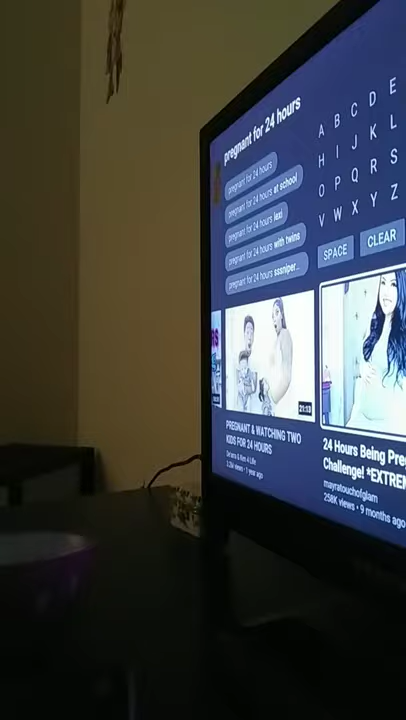 pregnant for 24 hours
pregnant for 24 hours
pregnant for 24 hours at school
pregnant for 24 hours lexi
pregnant for 24 hours with twins
pregnant for 24 hours sssniper...
A B C D E
H I J K L
O P Q R S
V W X Y Z
SPACE CLEAR
21:13
PREGNANT & WATCHING TWO
KIDS FOR 24 HOURS
1 year ago
24 Hours Being Pre
Challenge! *EXTREM
mayratouchofglam
258K views • 9 months ago